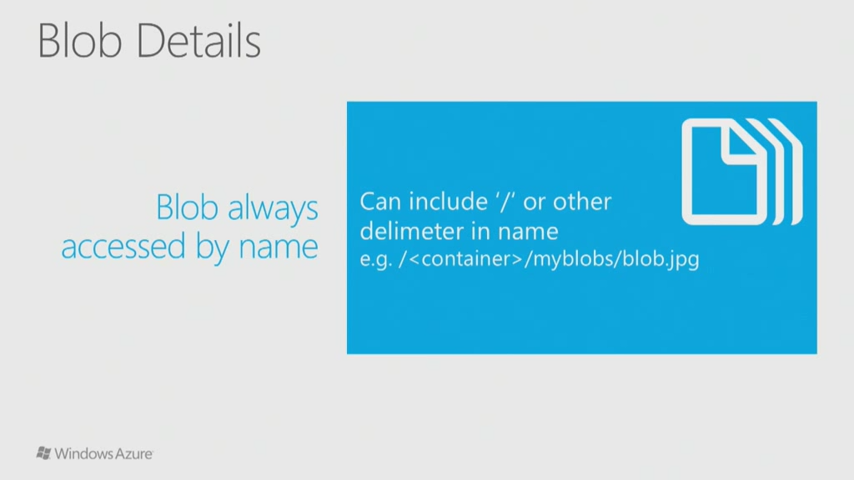 Blob Details
Blob always
accessed by name
Can include '/' or other
delimeter in name
e.g. /<container>/myblobs/blob.jpg
Windows Azure